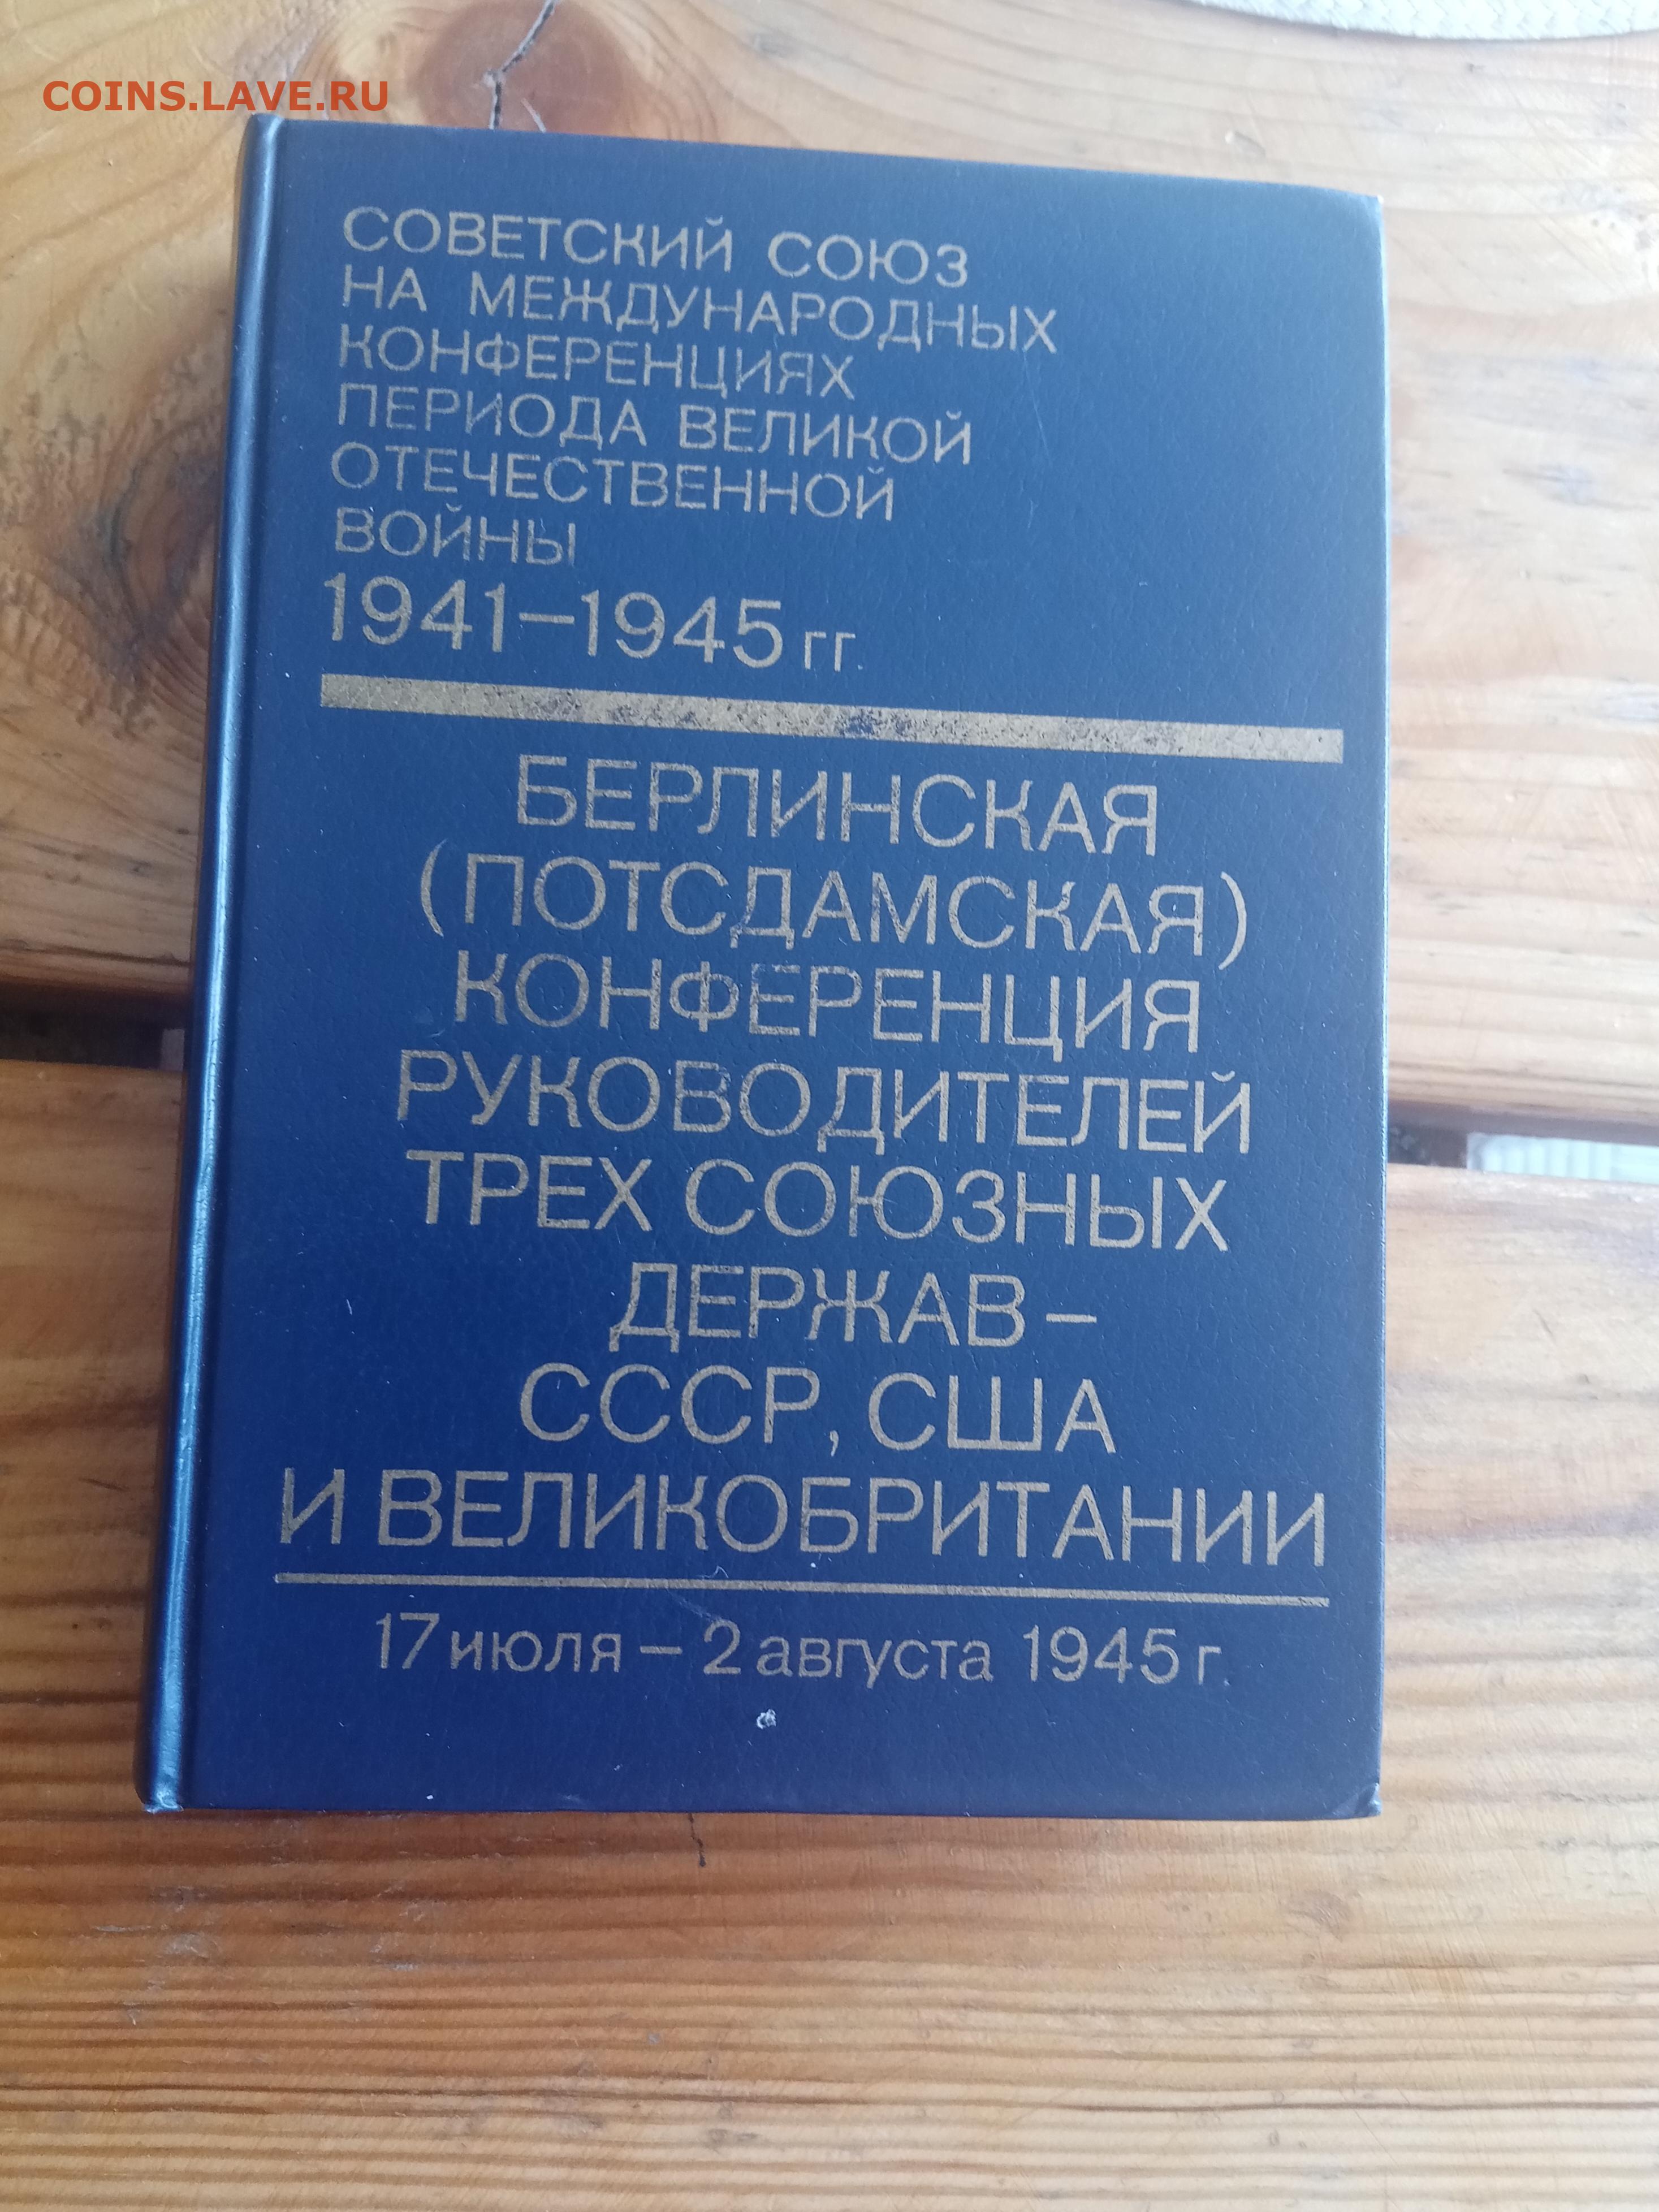 COINS.LAVE.RU
СОВЕТСКИЙ СОЮЗ
НА МЕЖДУНАРОДНЫХ
КОНФЕРЕНЦИЯХ
ПЕРИОДА ВЕЛИКОЙ
ОТЕЧЕСТВЕННОЙ
ВОЙНЫ
1941–1945 гг.
БЕРЛИНСКАЯ
(ПОТСДАМСКАЯ)
КОНФЕРЕНЦИЯ
РУКОВОДИТЕЛЕЙ
ТРЕХ СОЮЗНЫХ
ДЕРЖАВ –
СССР, США
И ВЕЛИКОБРИТАНИИ
17 июля – 2 августа 1945 г.